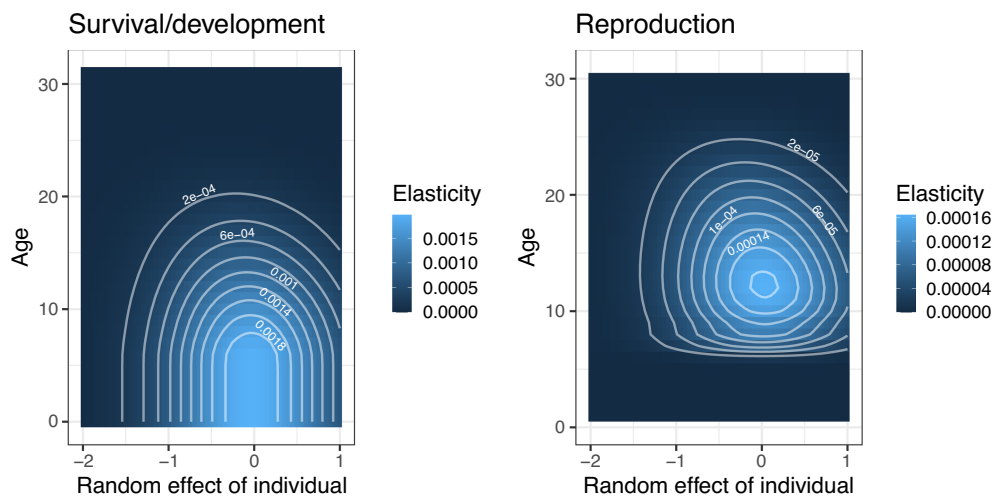 Survival/development
30
20
10
0
Age
−2
−1
0
1
Random effect of individual
2e−04
6e−04
0.001
0.0014
0.0018
Elasticity
0.0015
0.0010
0.0005
0.0000
Reproduction
30
20
10
0
Age
−2
−1
0
1
Random effect of individual
2e−05
6e−05
1e−04
0.00014
Elasticity
0.00016
0.00012
0.00008
0.00004
0.00000